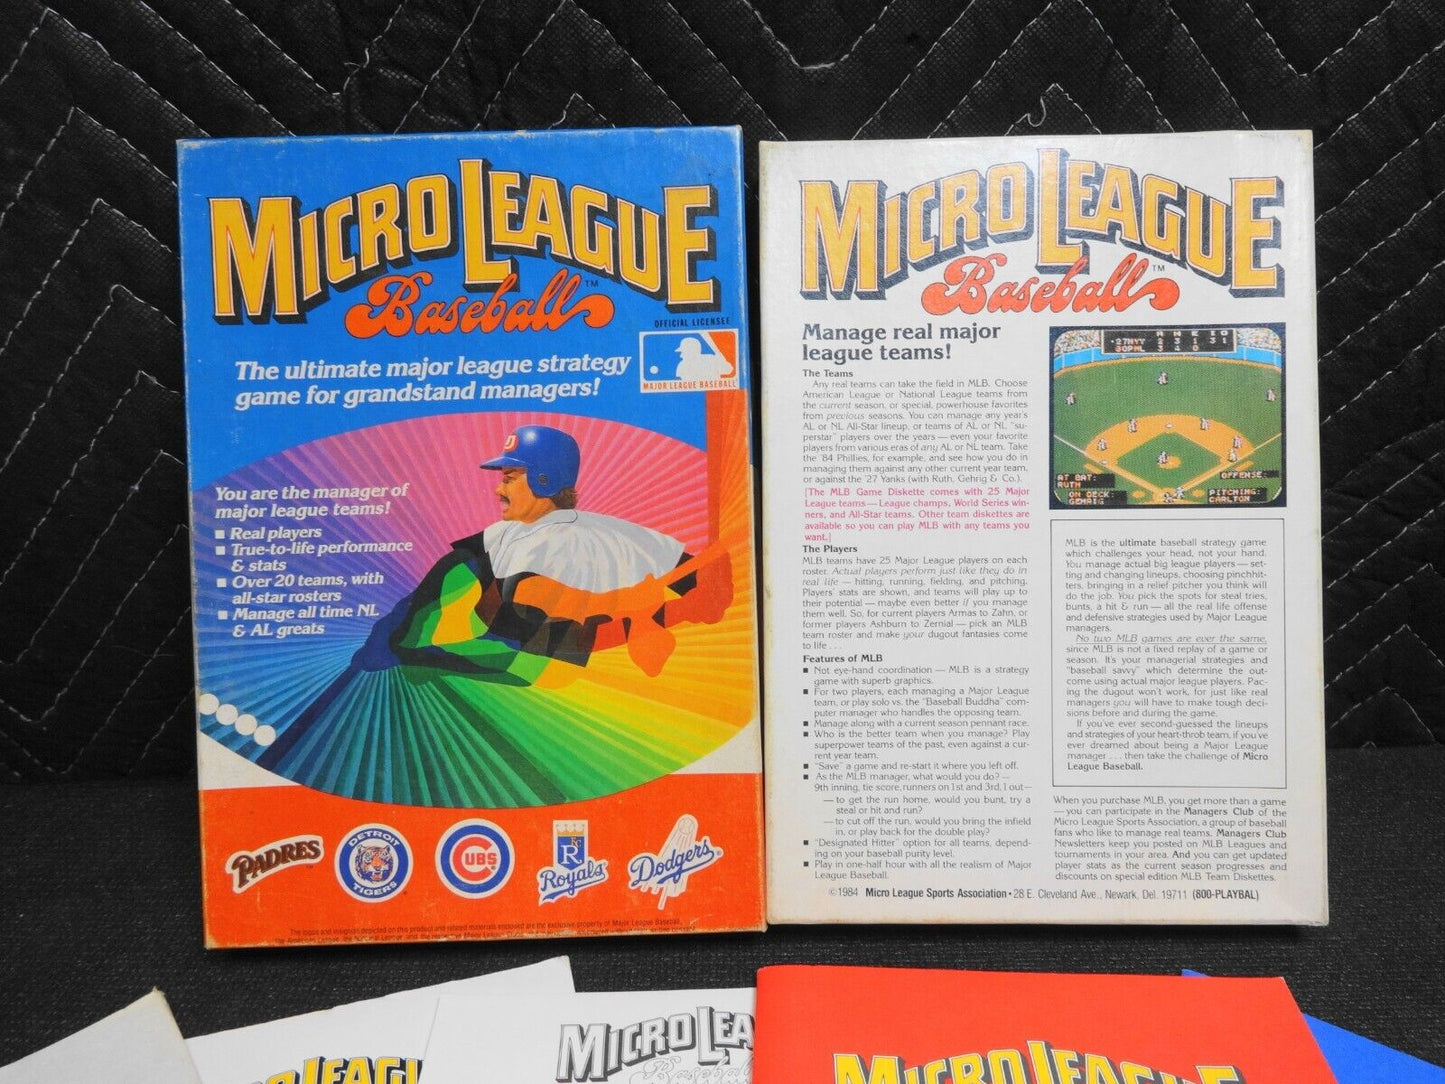 MICRO LEAGUE
Baseball™
OFFICIAL LICENSEE
MAJOR LEAGUE BASEBALL
The ultimate major league strategy
game for grandstand managers!
You are the manager of
major league teams!
■ Real players
■ True-to-life performance
& stats
■ Over 20 teams, with
all-star rosters
■ Manage all time NL
& AL greats
PADRES
DETROIT
TIGERS
CUBS
KC
R
Royals
Dodgers
The logos and insignias depicted on this product and related materials enclosed are the exclusive property of Major League Baseball,
MICRO LEAGUE
Baseball™
Manage real major
league teams!
The Teams
Any real teams can take the field in MLB. Choose
American League or National League teams from
the current season, or special, powerhouse favorites
from previous seasons. You can manage any year's
AL or NL All-Star lineup, or teams of AL or NL "su-
perstar" players over the years — even your favorite
players from various eras of any AL or NL team. Take
the '84 Phillies, for example, and see how you do in
managing them against any other current year team,
or against the '27 Yanks (with Ruth, Gehrig & Co.).
[The MLB Game Diskette comes with 25 Major
League teams — League champs, World Series win-
ners, and All-Star teams. Other team diskettes are
available so you can play MLB with any teams you
want.]
The Players
MLB teams have 25 Major League players on each
roster. Actual players perform just like they do in
real life — hitting, running, fielding, and pitching.
Players' stats are shown, and teams will play up to
their potential — maybe even better if you manage
them well. So, for current players Armas to Zahn, or
former players Ashburn to Zernial — pick an MLB
team roster and make your dugout fantasies come
to life . . .
Features of MLB
■ Not eye-hand coordination — MLB is a strategy
game with superb graphics.
■ For two players, each managing a Major League
team, or play solo vs. the "Baseball Buddha" com-
puter manager who handles the opposing team.
■ Manage along with a current season pennant race.
■ Who is the better team when you manage? Play
superpower teams of the past, even against a cur-
rent year team.
■ "Save" a game and re-start it where you left off.
■ As the MLB manager, what would you do? —
9th inning, tie score, runners on 1st and 3rd, 1 out—
— to get the run home, would you bunt, try a
steal or hit and run?
— to cut off the run, would you bring the infield
in, or play back for the double play?
■ "Designated Hitter" option for all teams, depend-
ing on your baseball purity level.
■ Play in one-half hour with all the realism of Major
League Baseball.
AT BAT:
RUTH
ON DECK:
GEHRIG
OFFENSE:
PITCHING:
CARLTON
MLB is the ultimate baseball strategy game
which challenges your head, not your hand.
You manage actual big league players — set-
ting and changing lineups, choosing pinchhit-
ters, bringing in a relief pitcher you think will
do the job. You pick the spots for steal tries,
bunts, a hit & run — all the real life offense
and defensive strategies used by Major League
managers.
No two MLB games are ever the same,
since MLB is not a fixed replay of a game or
season. It's your managerial strategies and
"baseball savvy" which determine the out-
come using actual major league players. Pac-
ing the dugout won't work, for just like real
managers you will have to make tough deci-
sions before and during the game.
If you've ever second-guessed the lineups
and strategies of your heart-throb team, if you've
ever dreamed about being a Major League
manager . . . then take the challenge of Micro
League Baseball.
When you purchase MLB, you get more than a game
— you can participate in the Managers Club of the
Micro League Sports Association, a group of baseball
fans who like to manage real teams. Managers Club
Newsletters keep you posted on MLB Leagues and
tournaments in your area. And you can get updated
player stats as the current season progresses and
discounts on special edition MLB Team Diskettes.
©1984 Micro League Sports Association • 28 E. Cleveland Ave., Newark, Del. 19711 (800-PLAYBAL)
MICRO LEAGUE
Baseball